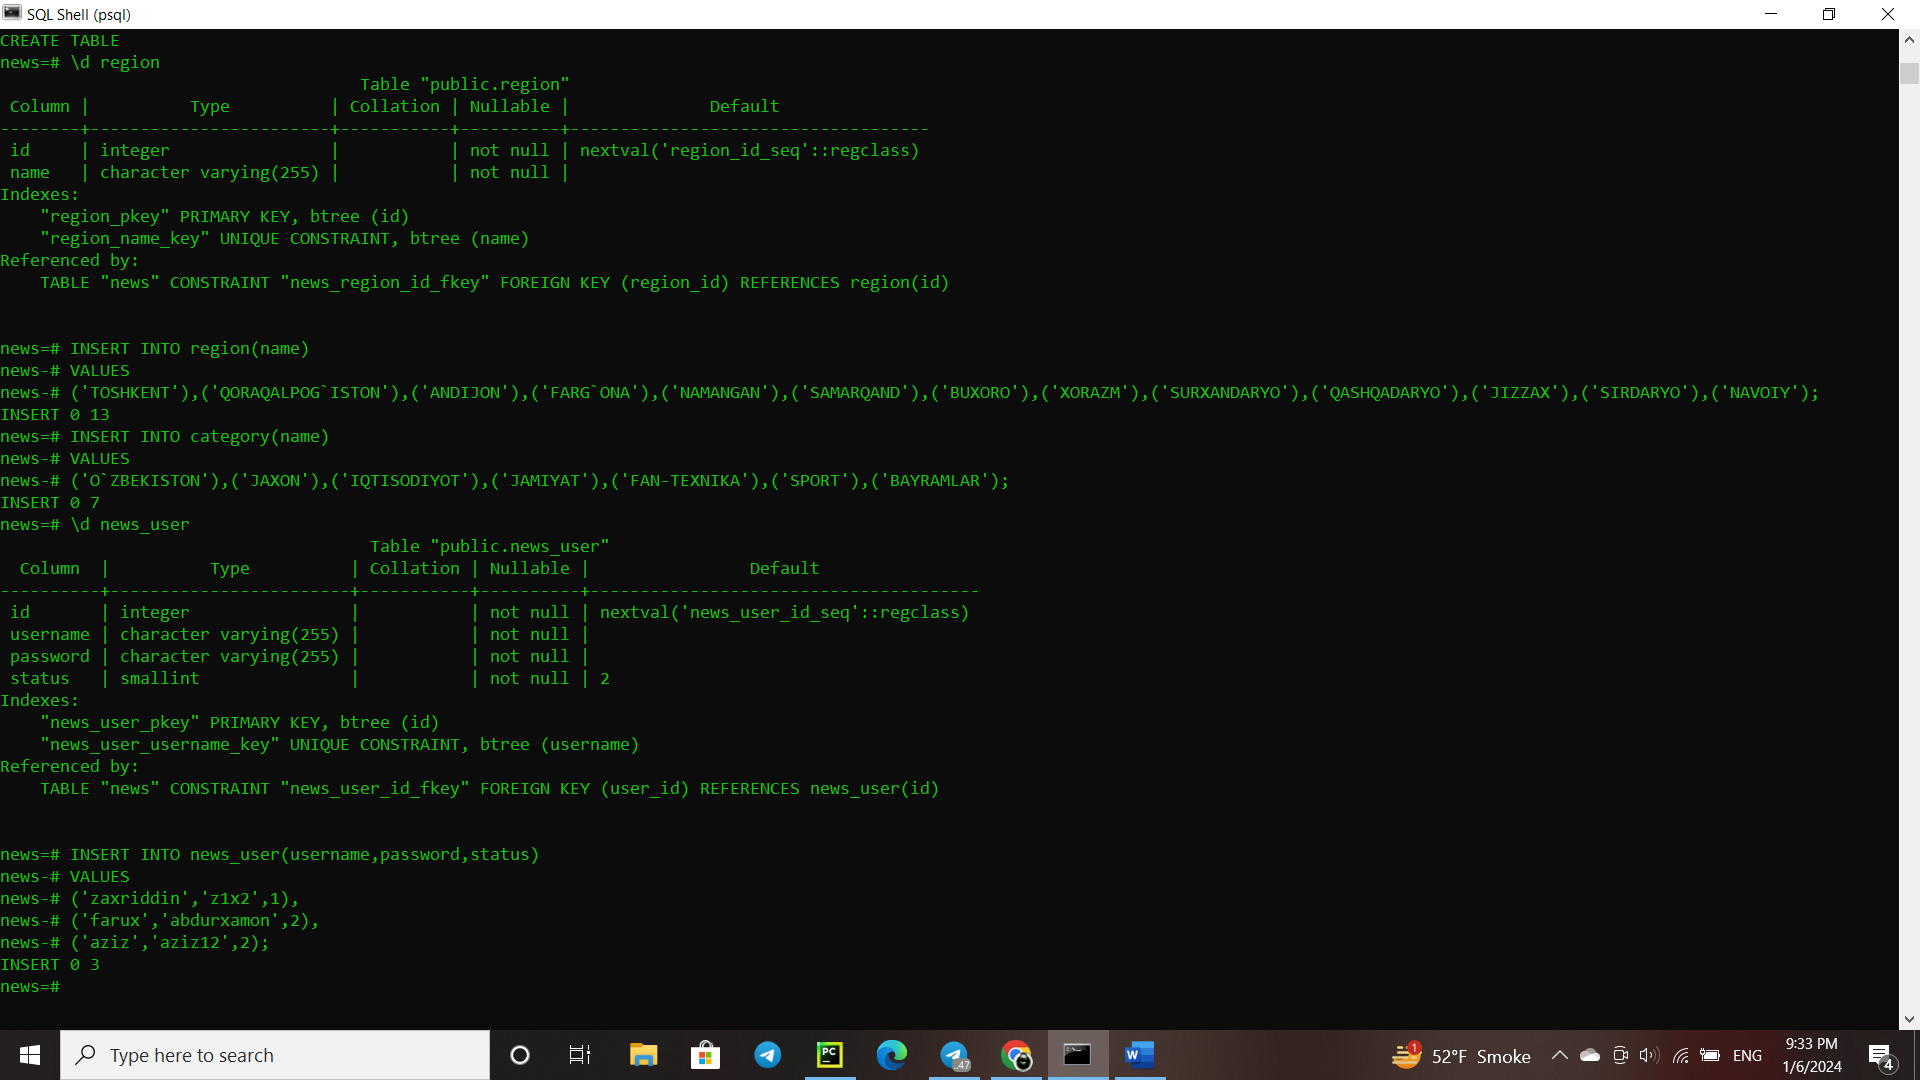 SQL Shell (psql)
CREATE TABLE
news=# \d region
                                    Table "public.region"
 Column |          Type          | Collation | Nullable |              Default
--------+------------------------+-----------+----------+------------------------------------
 id     | integer                |           | not null | nextval('region_id_seq'::regclass)
 name   | character varying(255) |           | not null |
Indexes:
    "region_pkey" PRIMARY KEY, btree (id)
    "region_name_key" UNIQUE CONSTRAINT, btree (name)
Referenced by:
    TABLE "news" CONSTRAINT "news_region_id_fkey" FOREIGN KEY (region_id) REFERENCES region(id)
news=# INSERT INTO region(name)
news-# VALUES
news-# ('TOSHKENT'),('QORAQALPOG`ISTON'),('ANDIJON'),('FARG`ONA'),('NAMANGAN'),('SAMARQAND'),('BUXORO'),('XORAZM'),('SURXANDARYO'),('QASHQADARYO'),('JIZZAX'),('SIRDARYO'),('NAVOIY');
INSERT 0 13
news=# INSERT INTO category(name)
news-# VALUES
news-# ('O`ZBEKISTON'),('JAXON'),('IQTISODIYOT'),('JAMIYAT'),('FAN-TEXNIKA'),('SPORT'),('BAYRAMLAR');
INSERT 0 7
news=# \d news_user
                                     Table "public.news_user"
  Column  |          Type          | Collation | Nullable |                Default
----------+------------------------+-----------+----------+---------------------------------------
 id       | integer                |           | not null | nextval('news_user_id_seq'::regclass)
 username | character varying(255) |           | not null |
 password | character varying(255) |           | not null |
 status   | smallint               |           | not null | 2
Indexes:
    "news_user_pkey" PRIMARY KEY, btree (id)
    "news_user_username_key" UNIQUE CONSTRAINT, btree (username)
Referenced by:
    TABLE "news" CONSTRAINT "news_user_id_fkey" FOREIGN KEY (user_id) REFERENCES news_user(id)
news=# INSERT INTO news_user(username,password,status)
news-# VALUES
news-# ('zaxriddin','z1x2',1),
news-# ('farux','abdurxamon',2),
news-# ('aziz','aziz12',2);
INSERT 0 3
news=#
Type here to search
PC
..47
W
1
52°F Smoke
ENG
9:33 PM
1/6/2024
4